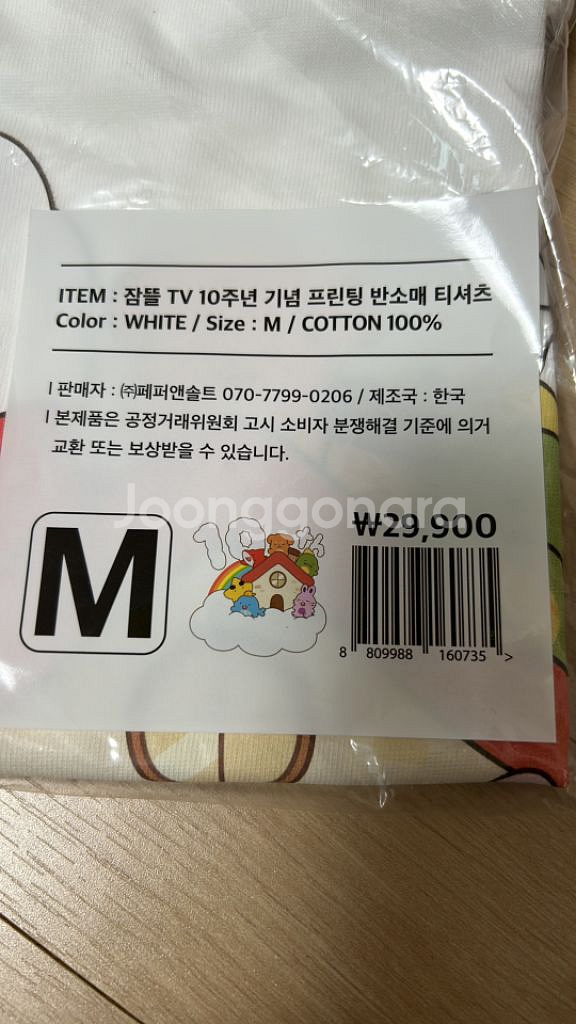 ITEM : 잠뜰 TV 10주년 기념 프린팅 반소매 티셔츠
Color : WHITE / Size : M / COTTON 100%
| 판매자 : ㈜페퍼앤솔트 070-7799-0206 / 제조국 : 한국
| 본제품은 공정거래위원회 고시 소비자 분쟁해결 기준에 의거
교환 또는 보상받을 수 있습니다.
Joonggonara
M
10th
₩29,900
8 809988 160735 >